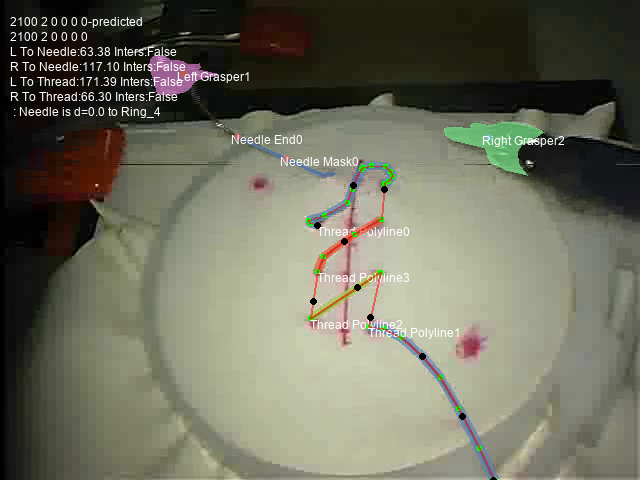 2100 2 0 0 0 0-predicted
2100 2 0 0 0 0
L To Needle:63.38 Inters:False
R To Needle:117.10 Inters:False
L To Thread:171.39 Inters:False
R To Thread:66.30 Inters:False
: Needle is d=0.0 to Ring_4
Left Grasper1
Needle End0
Right Grasper2
Needle Mask0
Thread Polyline0
Thread Polyline3
Thread Polyline2
Thread Polyline1